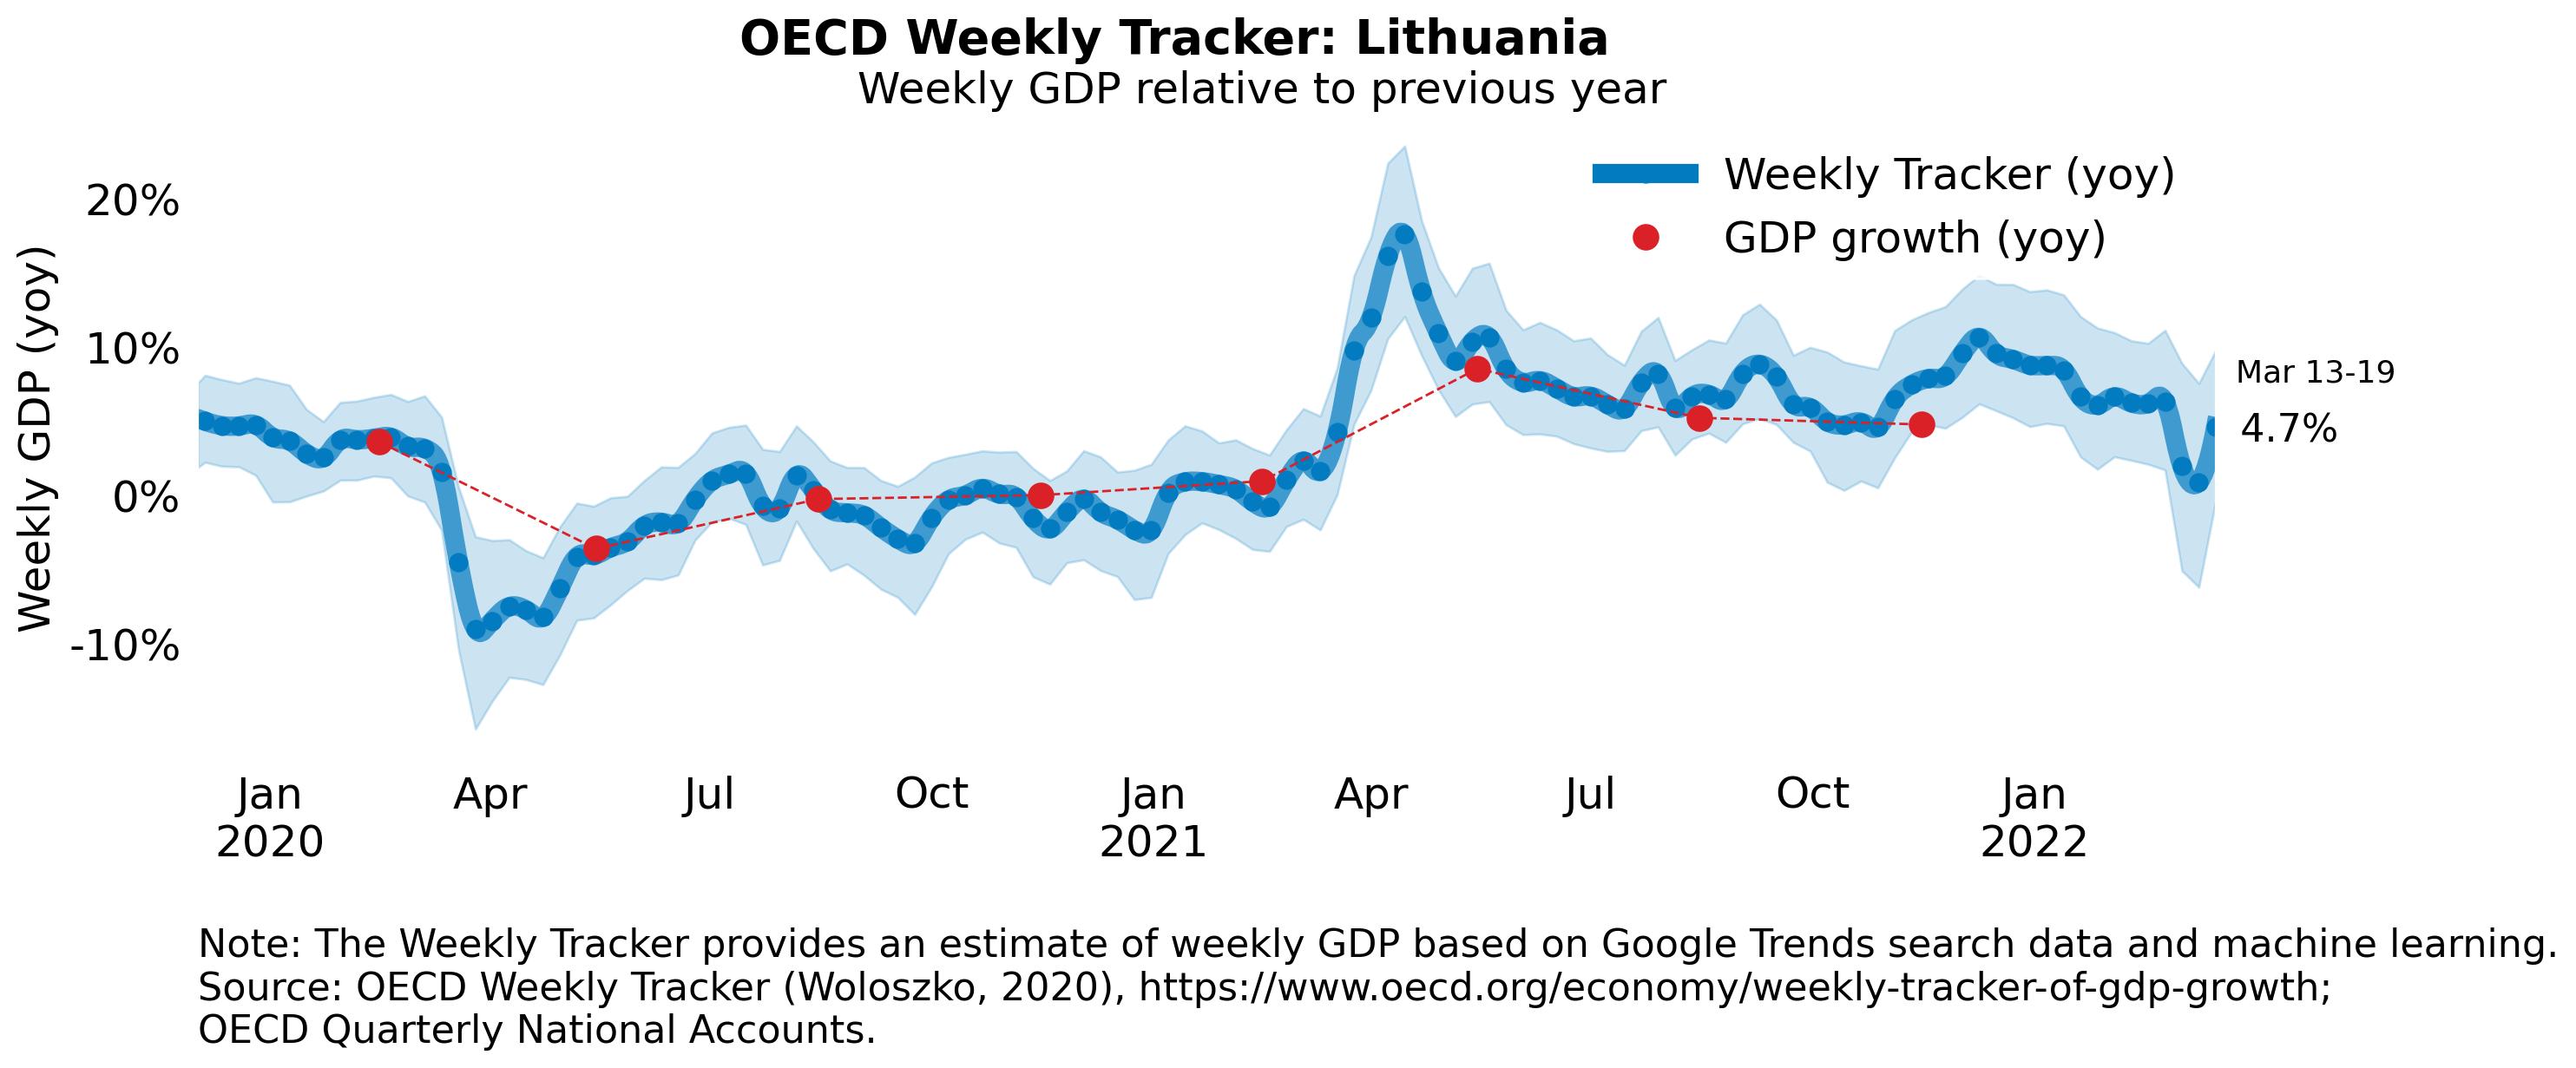 OECD Weekly Tracker: Lithuania
Weekly GDP relative to previous year
Weekly Tracker (yoy)
GDP growth (yoy)
Weekly GDP (yoy)
20%
10%
0%
-10%
Mar 13-19
4.7%
Jan Apr Jul Oct Jan Apr Jul Oct Jan
2020 2021 2022
Note: The Weekly Tracker provides an estimate of weekly GDP based on Google Trends search data and machine learning.
Source: OECD Weekly Tracker (Woloszko, 2020), https://www.oecd.org/economy/weekly-tracker-of-gdp-growth;
OECD Quarterly National Accounts.